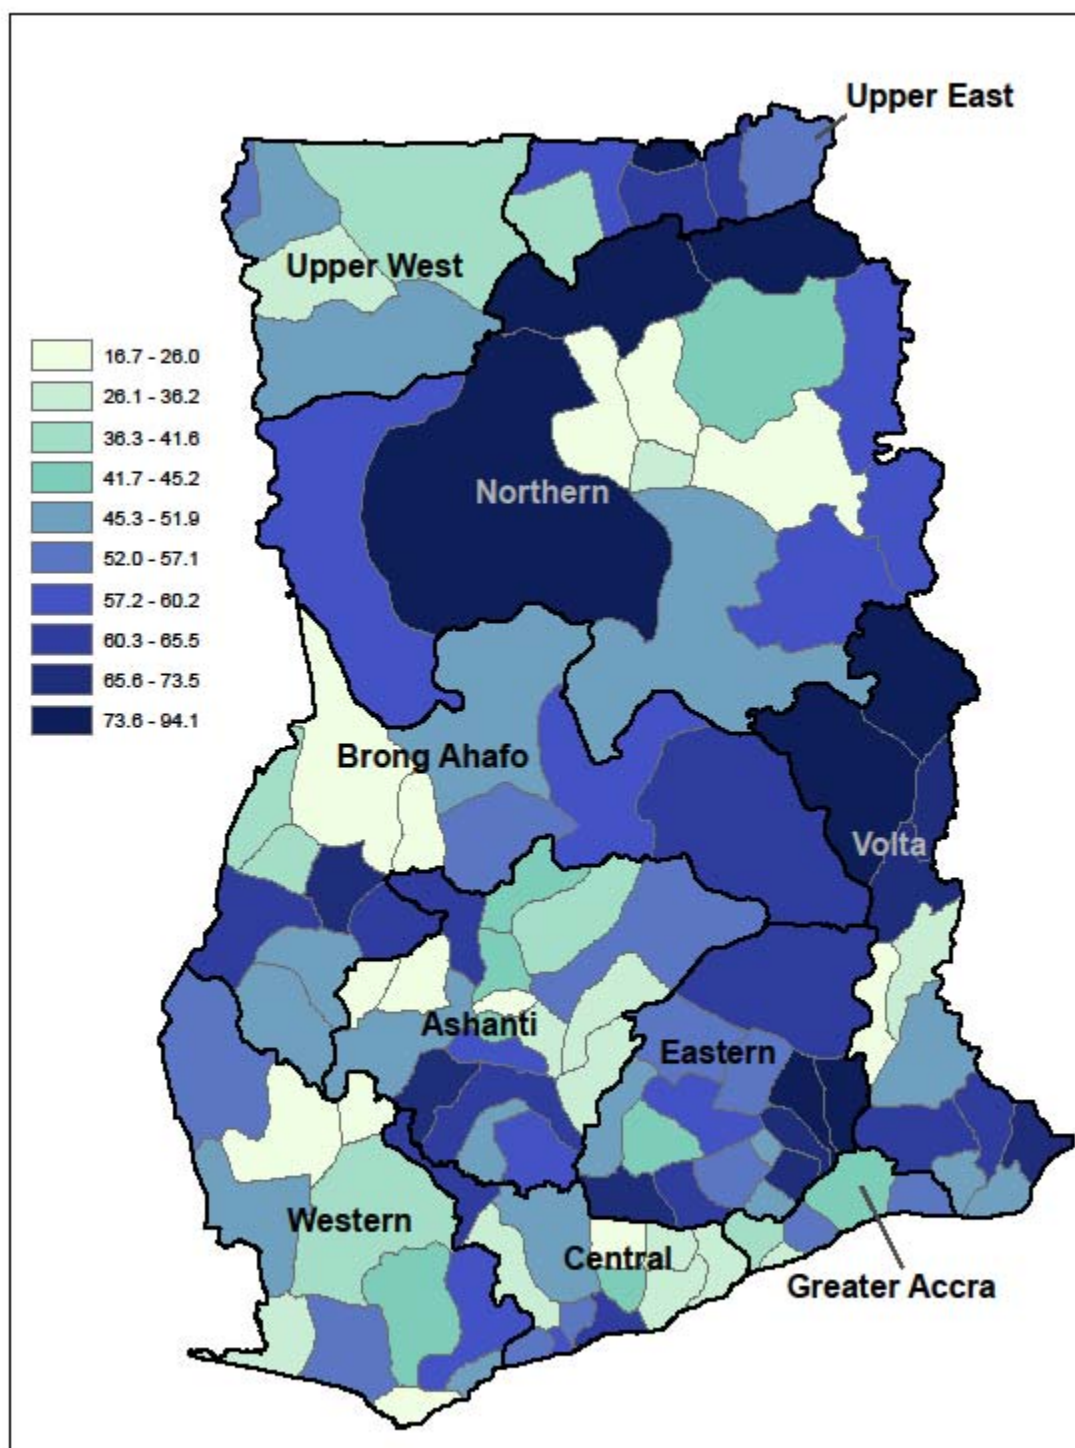 Upper East
Upper West
16.7 - 26.0
26.1 - 36.2
36.3 - 41.6
41.7 - 45.2
45.3 - 51.9
52.0 - 57.1
57.2 - 60.2
60.3 - 65.5
65.6 - 73.5
73.6 - 94.1
Northern
Brong Ahafo
Volta
Ashanti
Eastern
Western
Central
Greater Accra